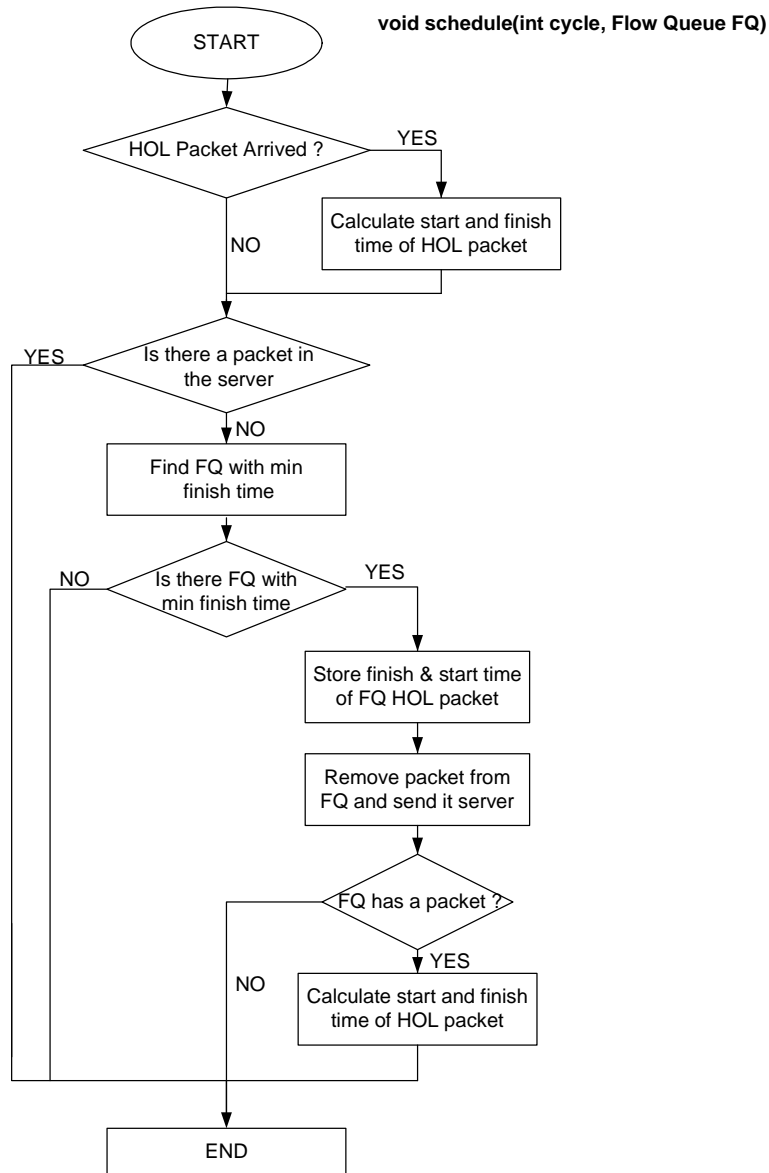 void schedule(int cycle, Flow Queue FQ)
START
HOL Packet Arrived ?
YES
Calculate start and finish
time of HOL packet
NO
YES
Is there a packet in
the server
NO
Find FQ with min
finish time
NO
Is there FQ with
min finish time
YES
Store finish & start time
of FQ HOL packet
Remove packet from
FQ and send it server
FQ has a packet ?
YES
NO
Calculate start and finish
time of HOL packet
END